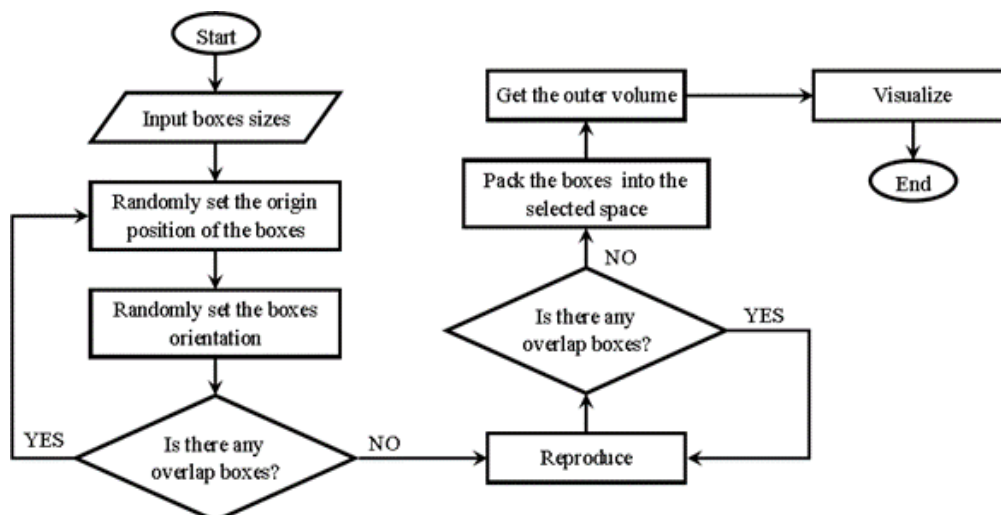 Start
Input boxes sizes
Randomly set the origin
position of the boxes
Randomly set the boxes
orientation
Is there any
overlap boxes?
YES
NO
Reproduce
Is there any
overlap boxes?
YES
NO
Pack the boxes into the
selected space
Get the outer volume
Visualize
End